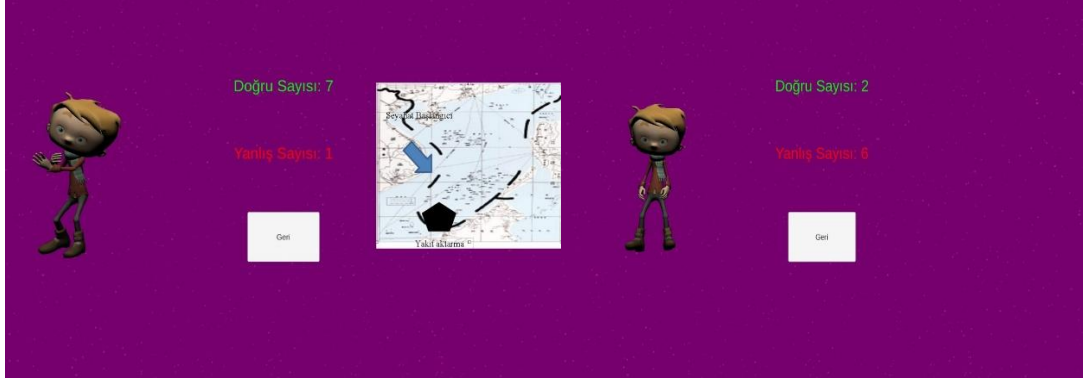 Doğru Sayısı: 7
Yanlış Sayısı: 1
Geri
Seyahat Başlangıcı
Yakıt aktarma
Doğru Sayısı: 2
Yanlış Sayısı: 6
Geri